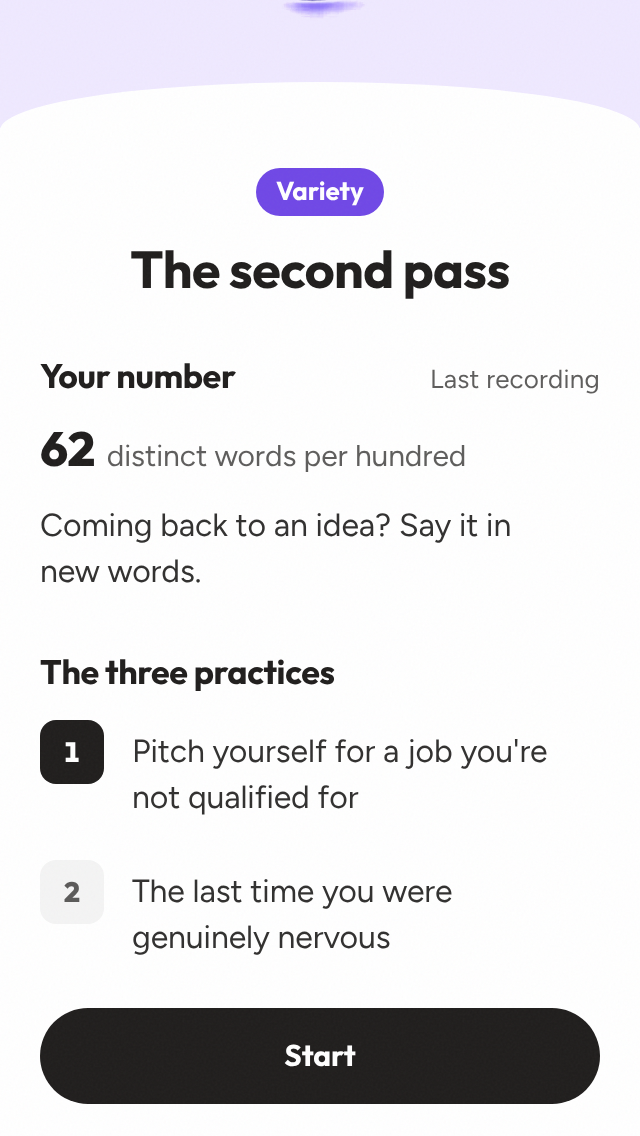 Variety
The second pass
Your number
Last recording
62 distinct words per hundred
Coming back to an idea? Say it in
new words.
The three practices
1
Pitch yourself for a job you're
not qualified for
2
The last time you were
genuinely nervous
Start